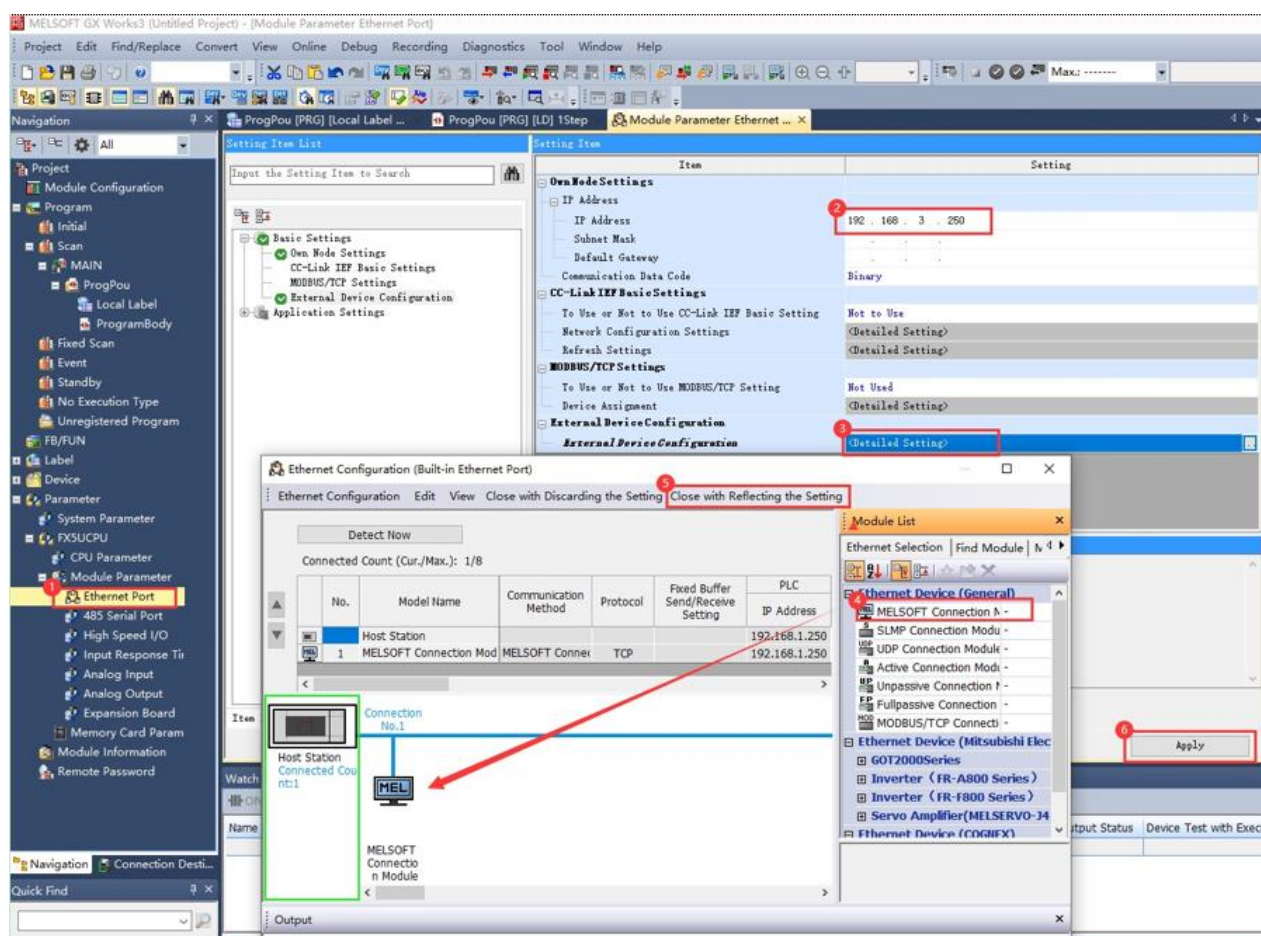 MELSOFT GX Works3 (Untitled Project) - [Module Parameter Ethernet Port]
Project Edit Find/Replace Convert View Online Debug Recording Diagnostics Tool Window Help
Max.: -------
Navigation
ProgPou [PRG] [Local Label ...
ProgPou [PRG] [LD] 1Step
Module Parameter Ethernet ...
All
Project
Module Configuration
Program
Initial
Scan
MAIN
ProgPou
Local Label
ProgramBody
Fixed Scan
Event
Standby
No Execution Type
Unregistered Program
FB/FUN
Label
Device
Parameter
System Parameter
FX5UCPU
CPU Parameter
Module Parameter
1
Ethernet Port
485 Serial Port
High Speed I/O
Input Response Tir
Analog Input
Analog Output
Expansion Board
Memory Card Param
Module Information
Remote Password
Navigation
Connection Desti...
Quick Find
Setting Item List
Input the Setting Item to Search
Basic Settings
Own Node Settings
CC-Link IEF Basic Settings
MODBUS/TCP Settings
External Device Configuration
Application Settings
Item
Setting Item
Item Setting
Own Node Settings
IP Address
2
IP Address 192 . 168 . 3 . 250
Subnet Mask . . .
Default Gateway . . .
Communication Data Code Binary
CC-Link IEF Basic Settings
To Use or Not to Use CC-Link IEF Basic Setting Not to Use
Network Configuration Settings <Detailed Setting>
Refresh Settings <Detailed Setting>
MODBUS/TCP Settings
To Use or Not to Use MODBUS/TCP Setting Not Used
Device Assignment <Detailed Setting>
External Device Configuration
3
External Device Configuration <Detailed Setting>
Ethernet Configuration (Built-in Ethernet Port)
5
Ethernet Configuration Edit View Close with Discarding the Setting Close with Reflecting the Setting
Detect Now
Connected Count (Cur./Max.): 1/8
No. Model Name Communication Method Protocol Fixed Buffer Send/Receive Setting PLC IP Address
Host Station 192.168.1.250
1 MELSOFT Connection Mod MELSOFT Connec TCP 192.168.1.250
Connection
No.1
Host Station
Connected Cou
nt:1
MEL
MELSOFT
Connectio
n Module
Output
Module List
Ethernet Selection Find Module
Ethernet Device (General)
4
MELSOFT Connection M -
SLMP Connection Modu -
UDP Connection Module -
Active Connection Modu -
Unpassive Connection M -
Fullpassive Connection -
MODBUS/TCP Connecti -
Ethernet Device (Mitsubishi Elec
GOT2000Series
Inverter（FR-A800 Series）
Inverter（FR-F800 Series）
Servo Amplifier(MELSERVO-J4
Ethernet Device (COGNEX)
6
Apply
Watch
ON
Name
utput Status Device Test with Exec